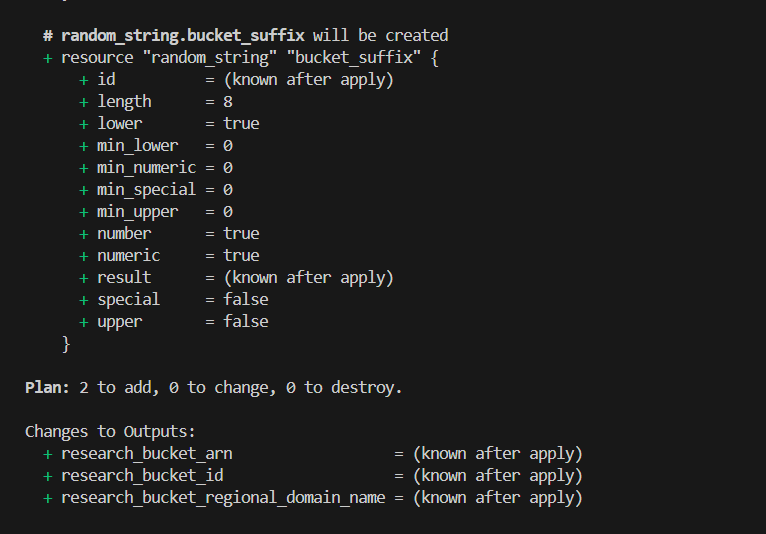 # random_string.bucket_suffix will be created
+ resource "random_string" "bucket_suffix" {
+ id = (known after apply)
+ length = 8
+ lower = true
+ min_lower = 0
+ min_numeric = 0
+ min_special = 0
+ min_upper = 0
+ number = true
+ numeric = true
+ result = (known after apply)
+ special = false
+ upper = false
}
Plan: 2 to add, 0 to change, 0 to destroy.
Changes to Outputs:
+ research_bucket_arn = (known after apply)
+ research_bucket_id = (known after apply)
+ research_bucket_regional_domain_name = (known after apply)